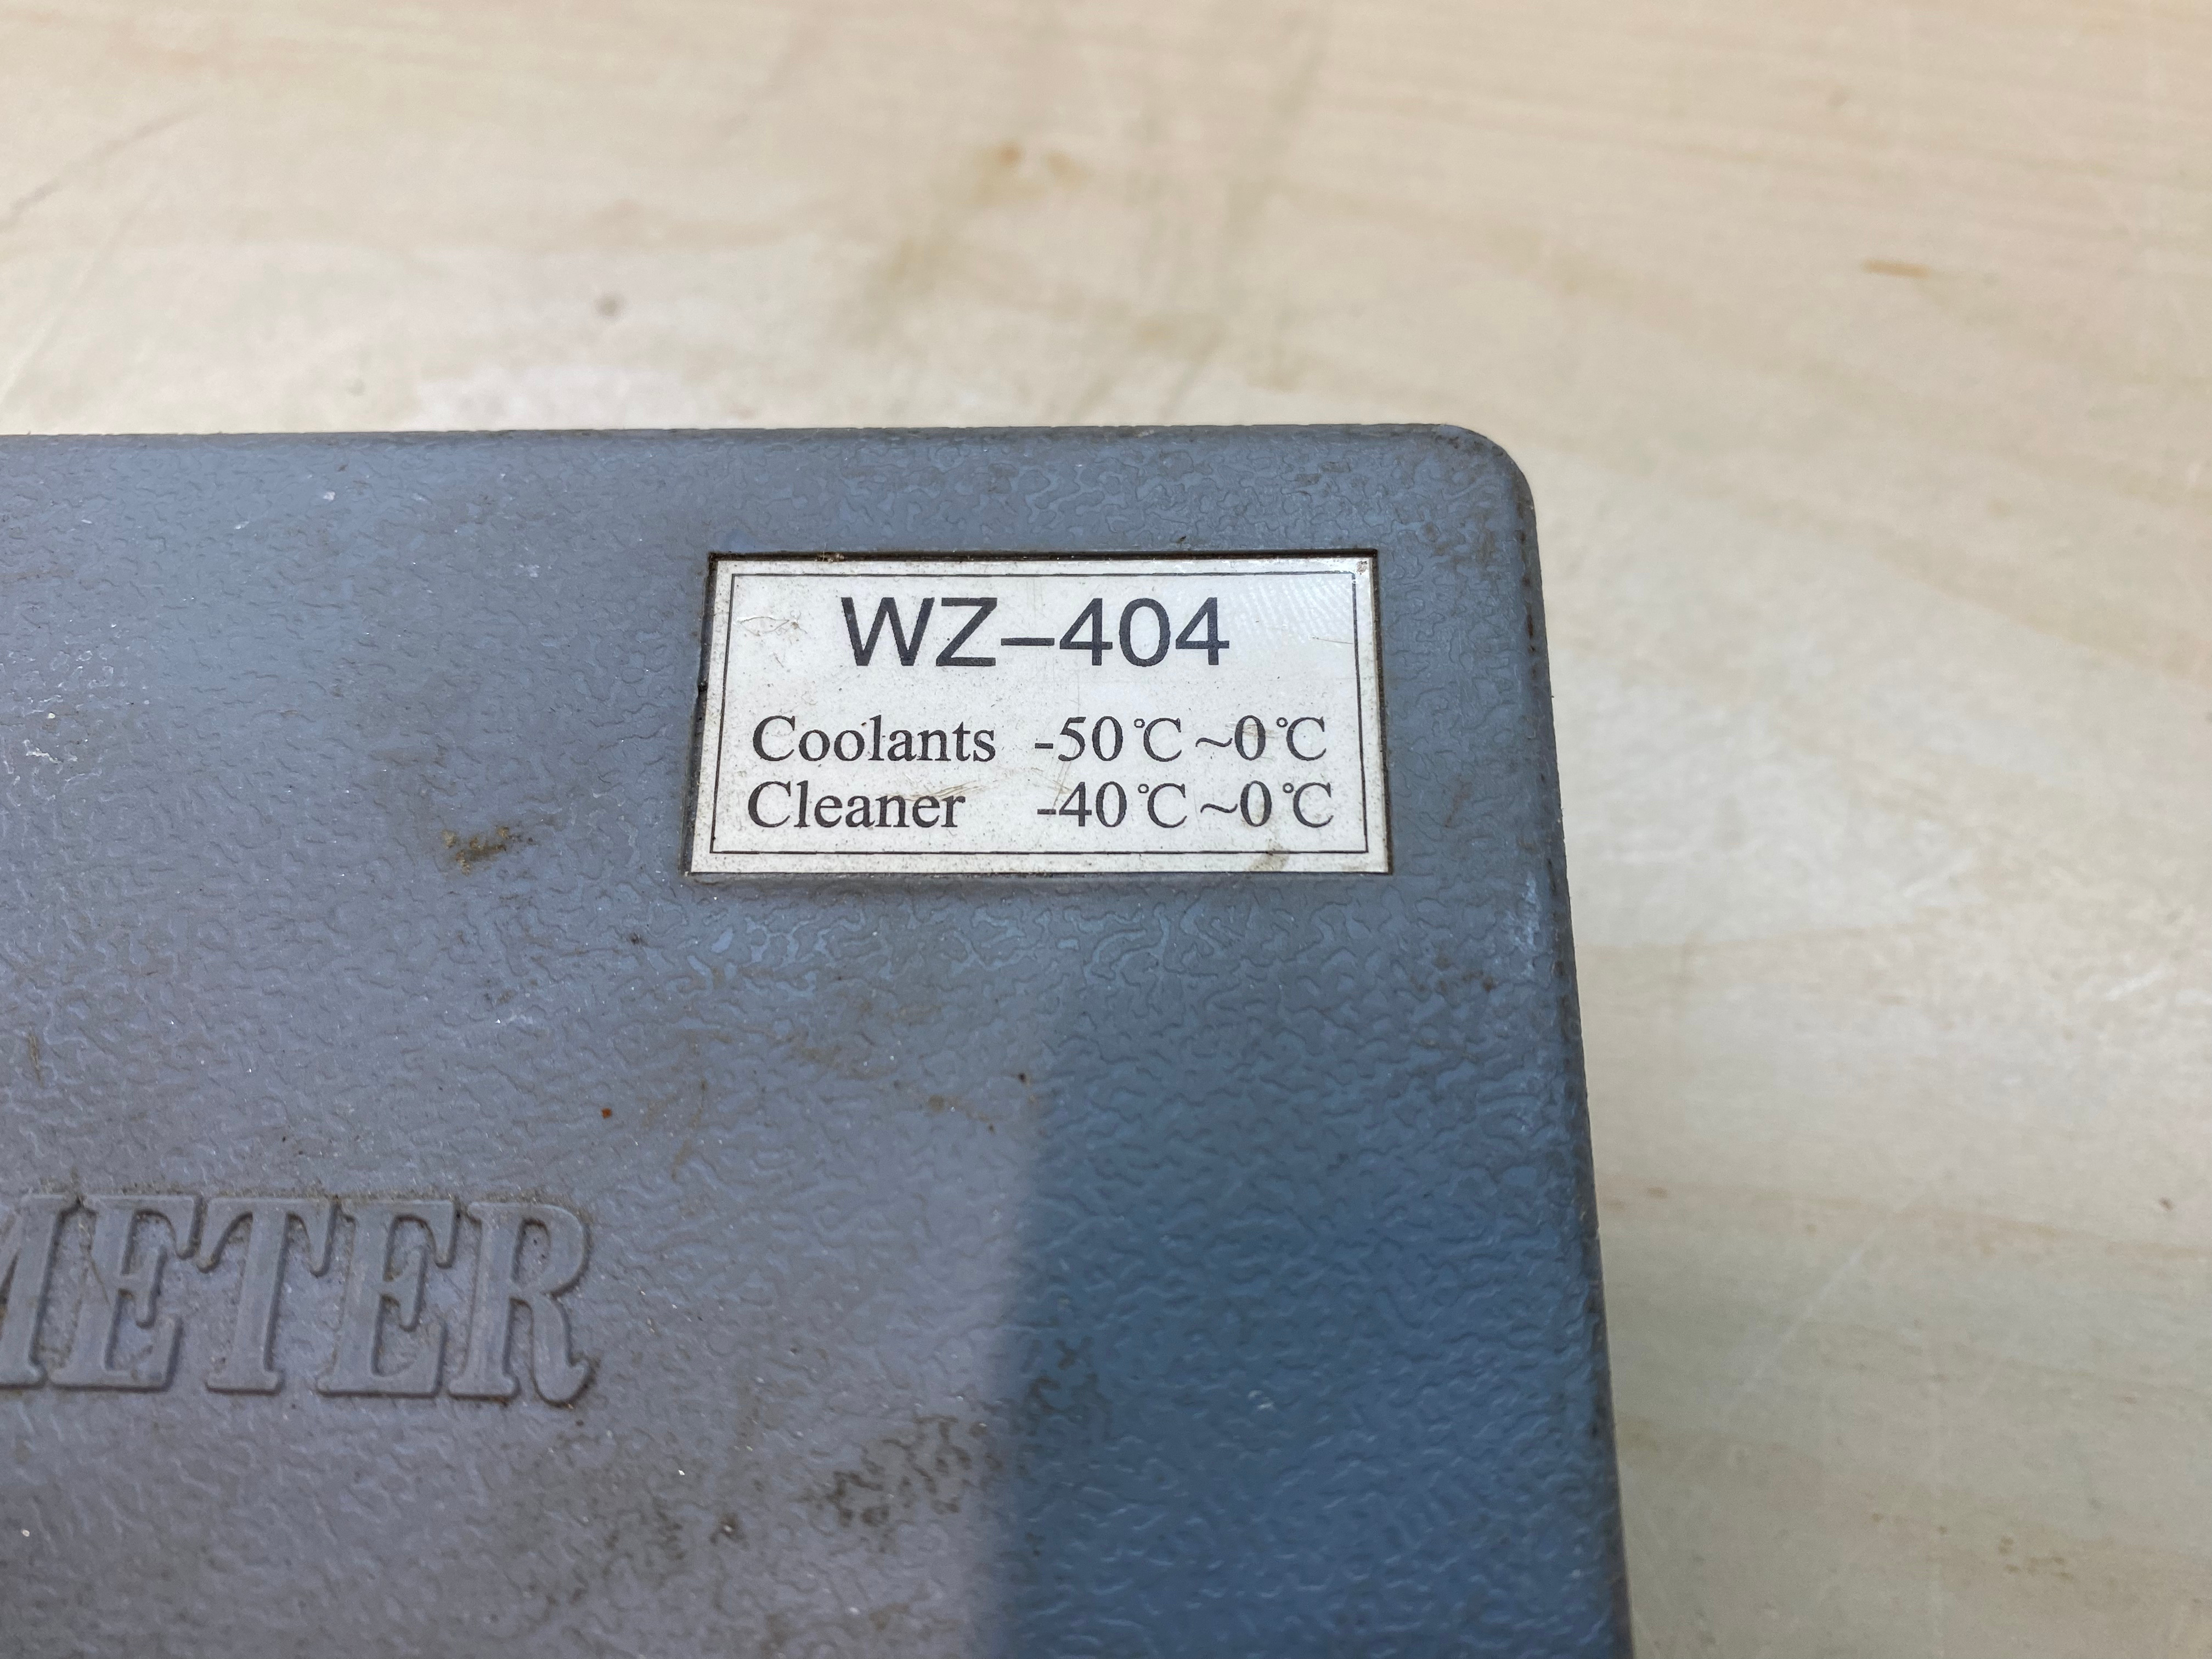 WZ-404
Coolants -50℃~0℃
Cleaner -40℃~0℃
METER